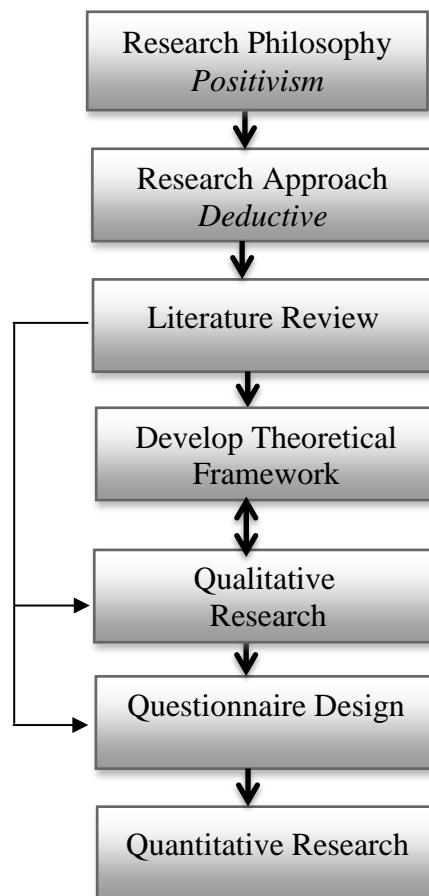 Research Philosophy
Positivism
Research Approach
Deductive
Literature Review
Develop Theoretical
Framework
Qualitative
Research
Questionnaire Design
Quantitative Research